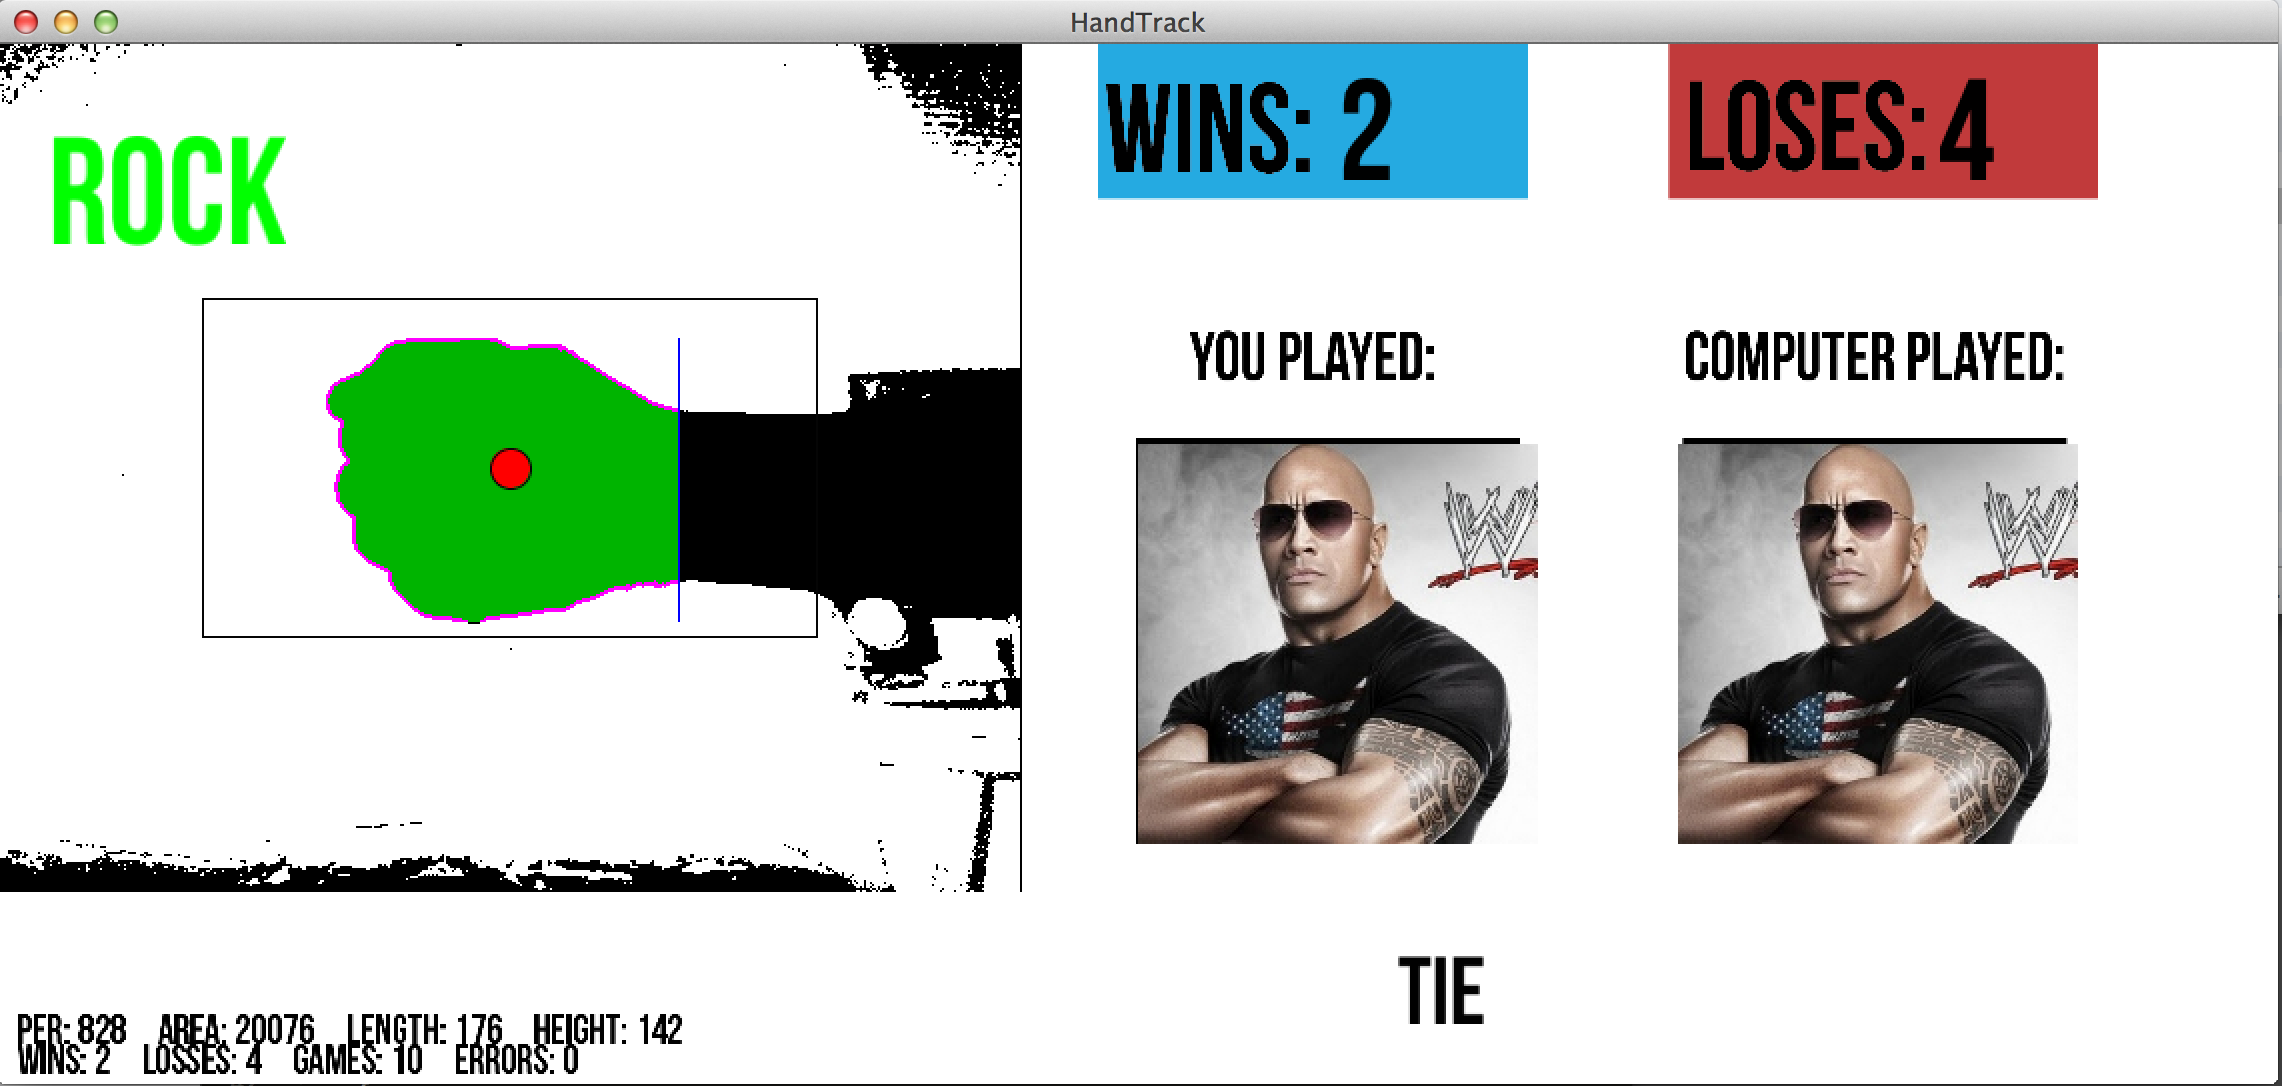 HandTrack
ROCK
WINS: 2
LOSES: 4
YOU PLAYED:
COMPUTER PLAYED:
W
W
TIE
PER: 828 AREA: 20076 LENGTH: 176 HEIGHT: 142
WINS: 2 LOSSES: 4 GAMES: 10 ERRORS: 0